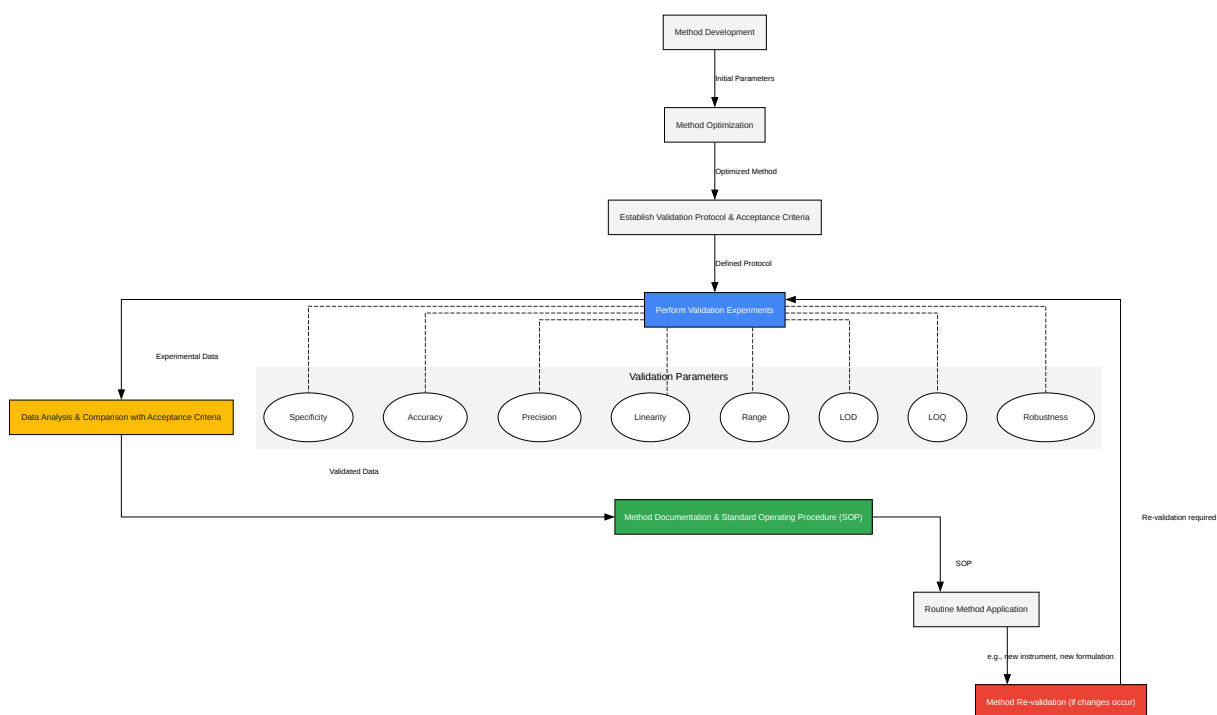 Method Development
Initial Parameters
Method Optimization
Optimized Method
Establish Validation Protocol & Acceptance Criteria
Defined Protocol
Perform Validation Experiments
Experimental Data
Validation Parameters
Data Analysis & Comparison with Acceptance Criteria
Specificity
Accuracy
Precision
Linearity
Range
LOD
LOQ
Robustness
Validated Data
Method Documentation & Standard Operating Procedure (SOP)
Re-validation required
SOP
Routine Method Application
e.g., new instrument, new formulation
Method Re-validation (if changes occur)